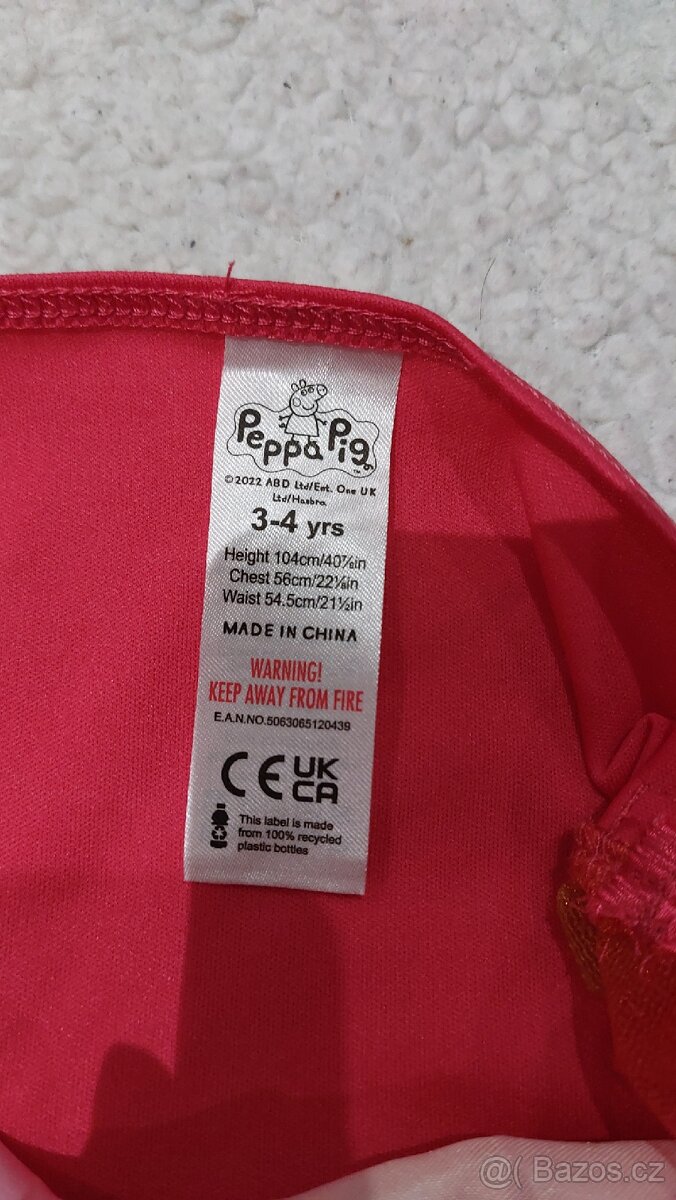 Peppa Pig
™
©2022 ABD Ltd/Ent. One UK
Ltd/Hasbro.
3-4 yrs
Height 104cm/40⅞in
Chest 56cm/22⅛in
Waist 54.5cm/21½in
MADE IN CHINA
WARNING!
KEEP AWAY FROM FIRE
E.A.N.NO.5063065120439
CE UK
CA
This label is made
from 100% recycled
plastic bottles
@( Bazos.cz